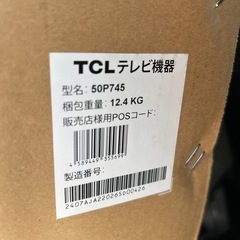 TCLテレビ機器
型名: 50P745
梱包重量: 12.4 KG
販売店様用POSコード:
製造番号:
2407AJA220265600426